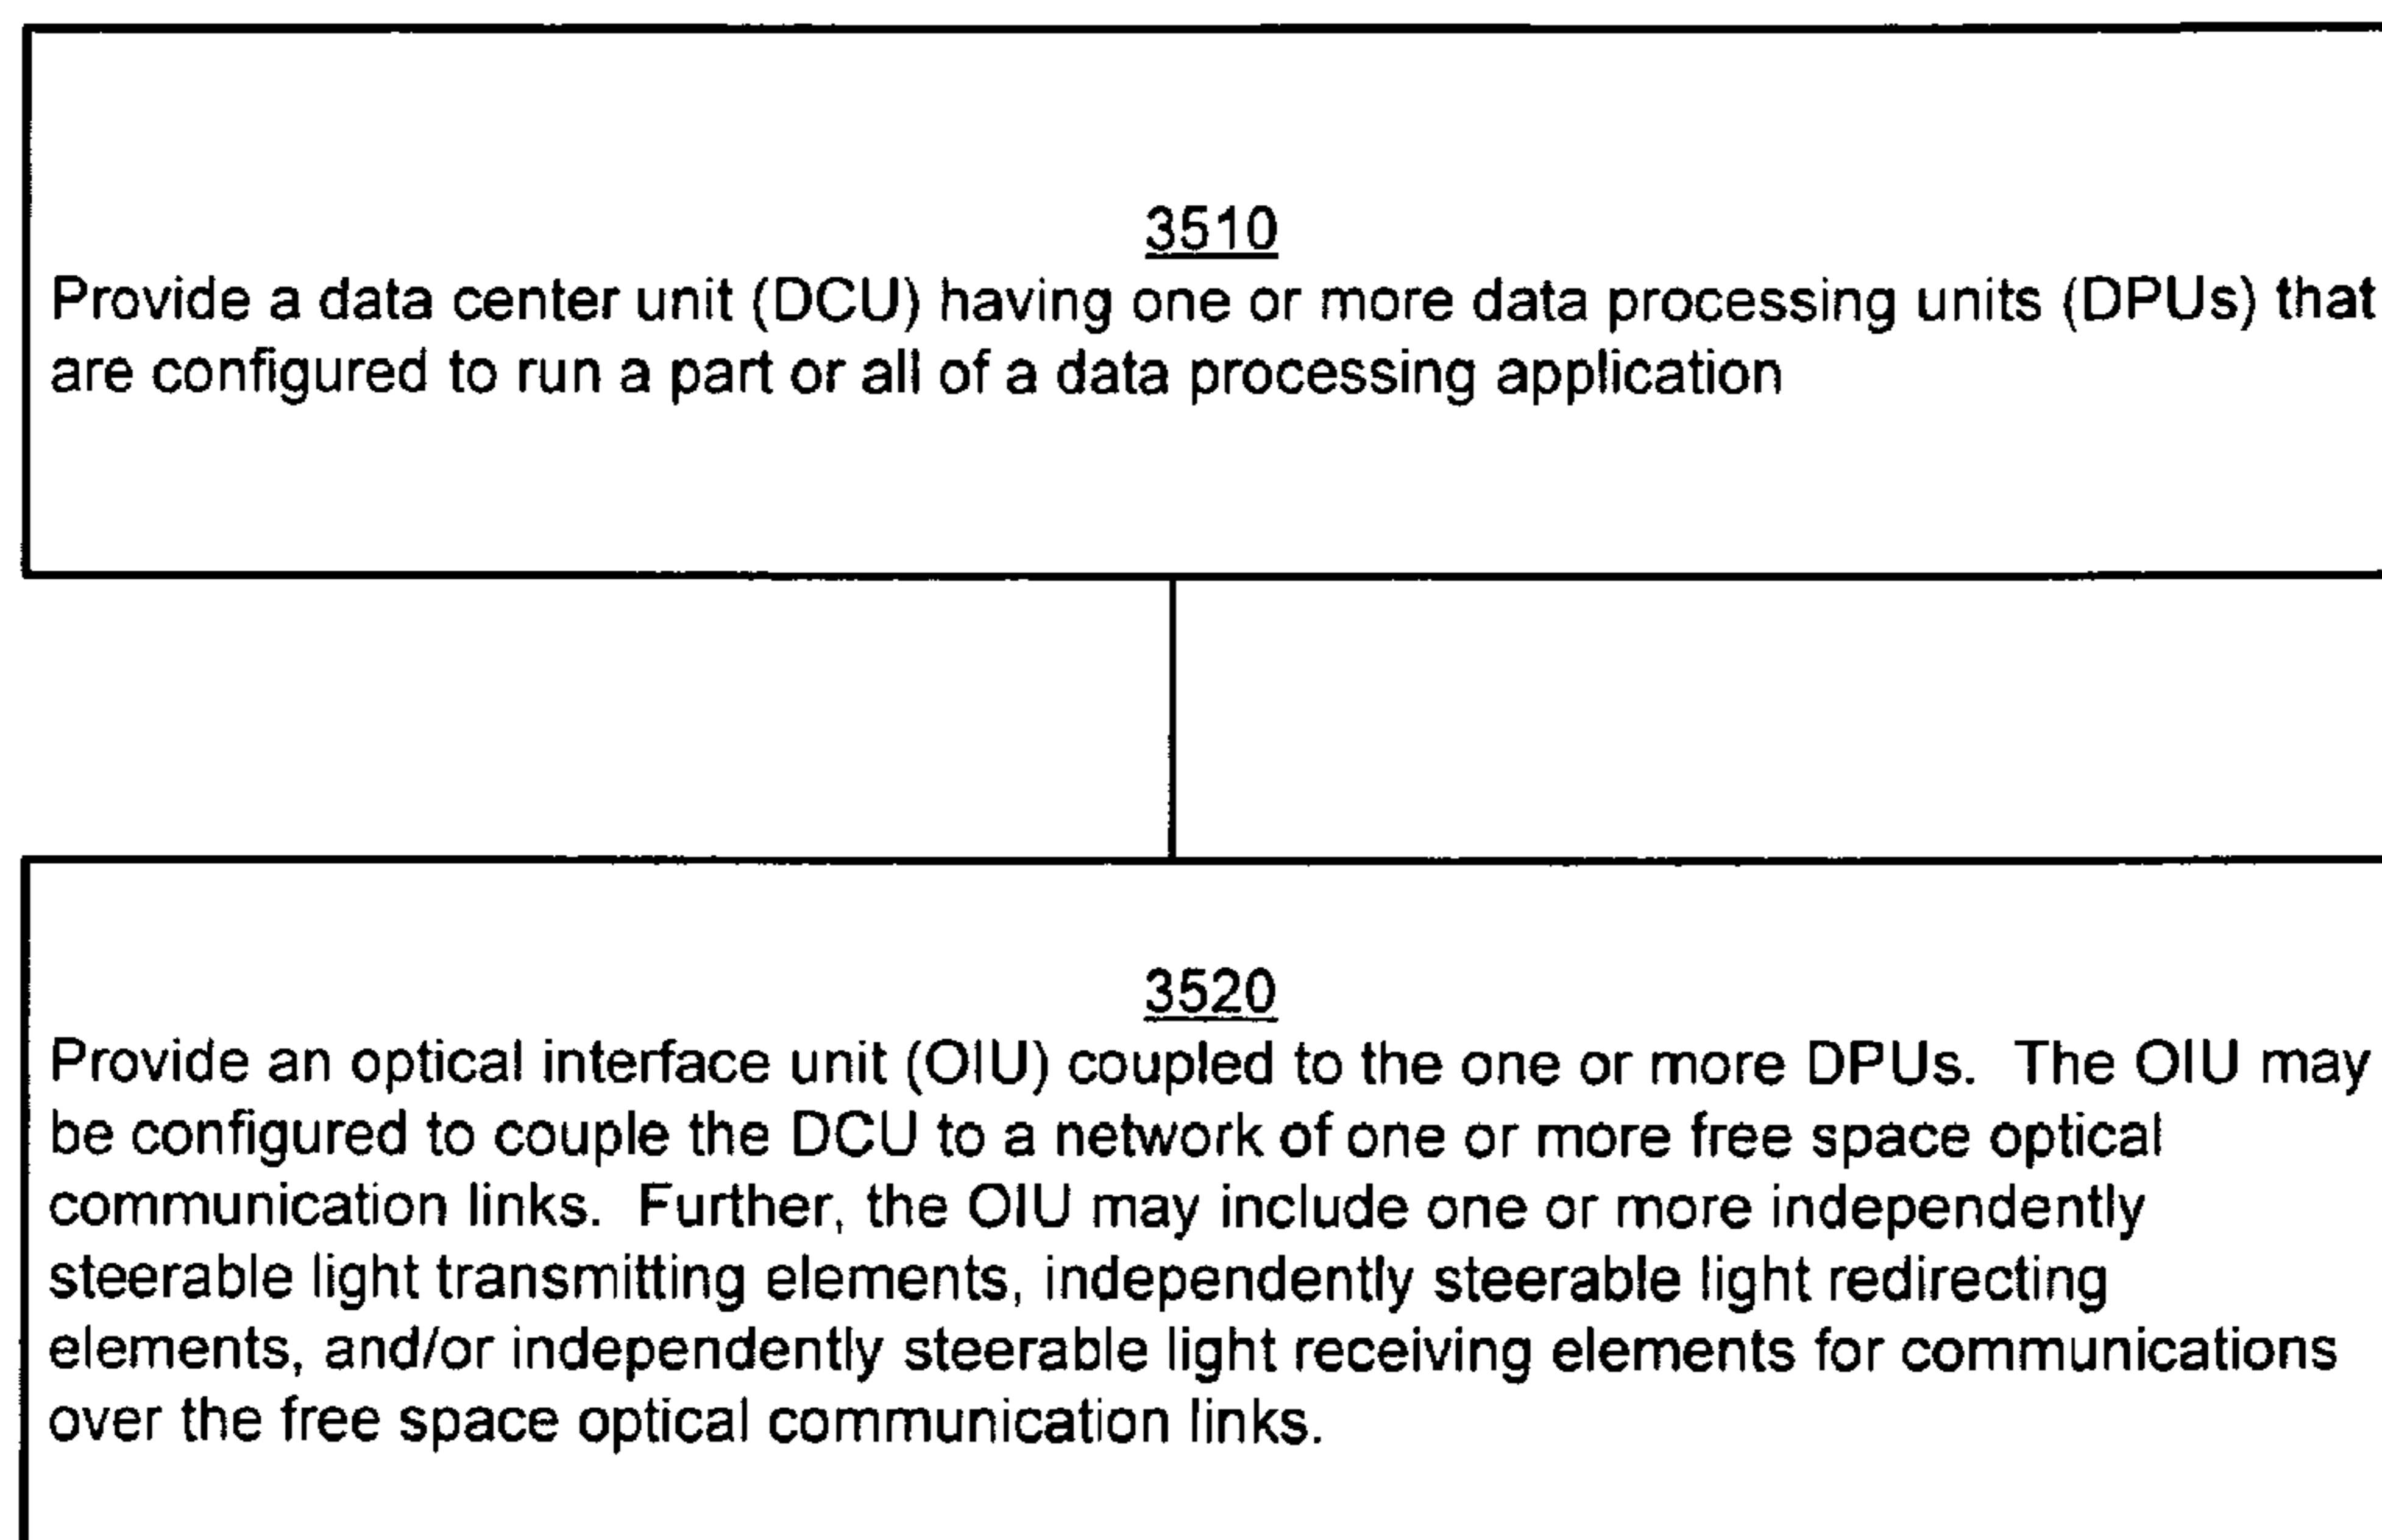 3510
Provide a data center unit (DCU) having one or more data processing units (DPUs) that
are configured to run a part or all of a data processing application
3520
Provide an optical interface unit (OIU) coupled to the one or more DPUs.  The OIU may
be configured to couple the DCU to a network of one or more free space optical
communication links.  Further, the OIU may include one or more independently
steerable light transmitting elements, independently steerable light redirecting
elements, and/or independently steerable light receiving elements for communications
over the free space optical communication links.